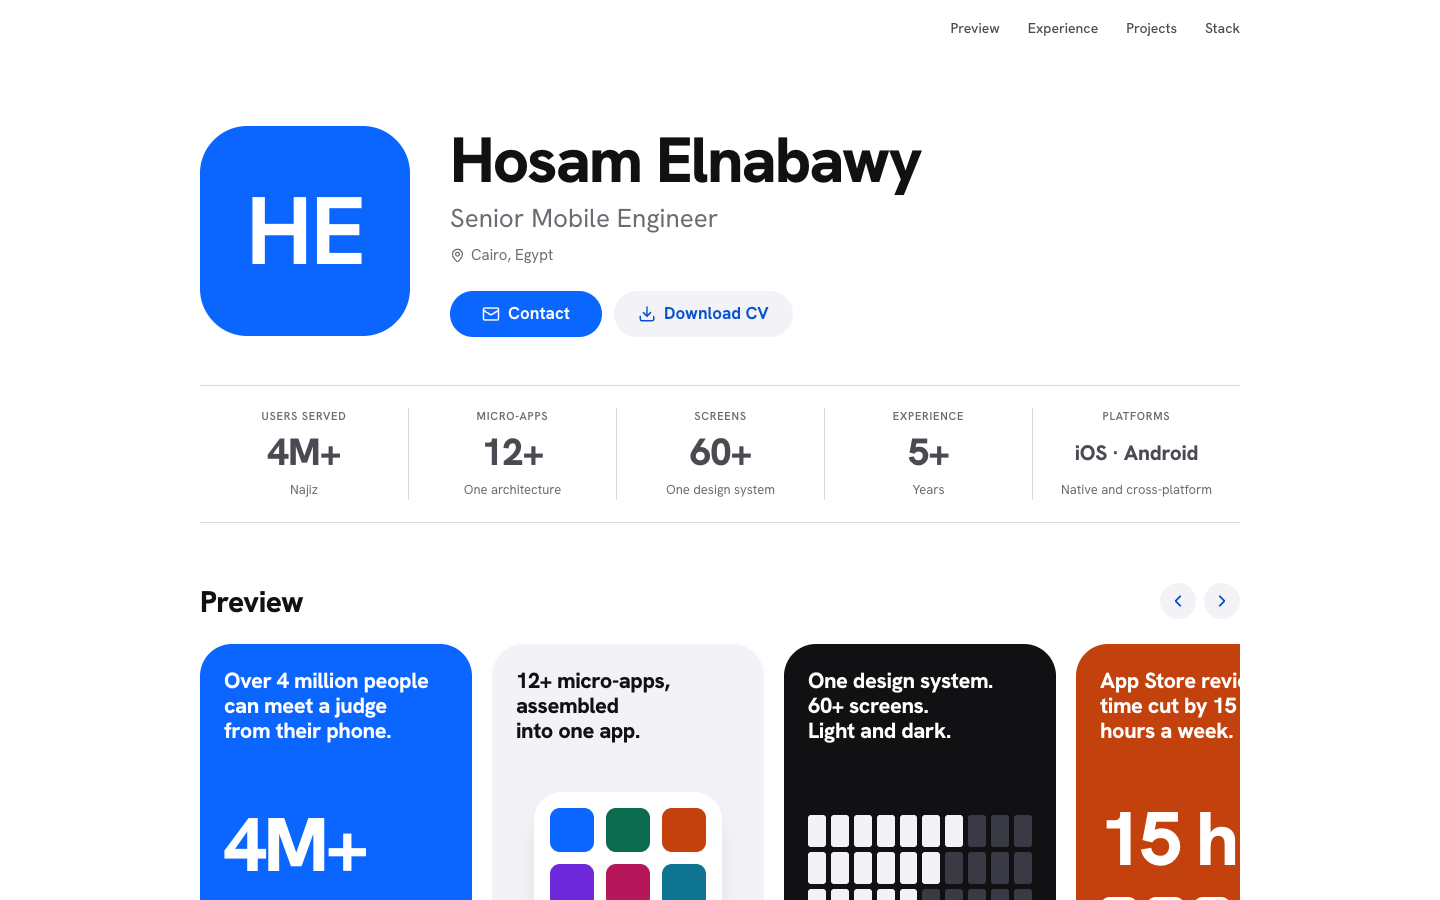 Preview Experience Projects Stack
HE
Hosam Elnabawy
Senior Mobile Engineer
Cairo, Egypt
Contact Download CV
USERS SERVED MICRO-APPS SCREENS EXPERIENCE PLATFORMS
4M+ 12+ 60+ 5+ iOS · Android
Najiz One architecture One design system Years Native and cross-platform
Preview
Over 4 million people
can meet a judge
from their phone.
4M+
12+ micro-apps,
assembled
into one app.
One design system.
60+ screens.
Light and dark.
App Store
time cut by 15
hours a week.
15 h